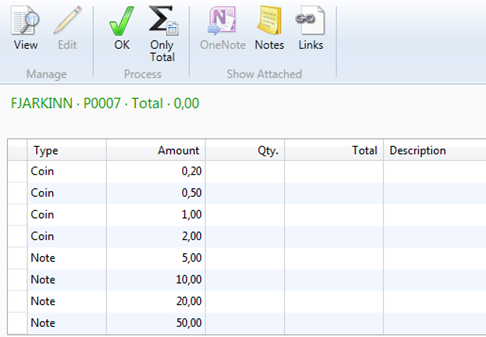 View Edit OK Only Total OneNote Notes Links
Manage Process Show Attached
FJARKINN · P0007 · Total · 0,00
Type Amount Qty. Total Description
Coin 0,20
Coin 0,50
Coin 1,00
Coin 2,00
Note 5,00
Note 10,00
Note 20,00
Note 50,00